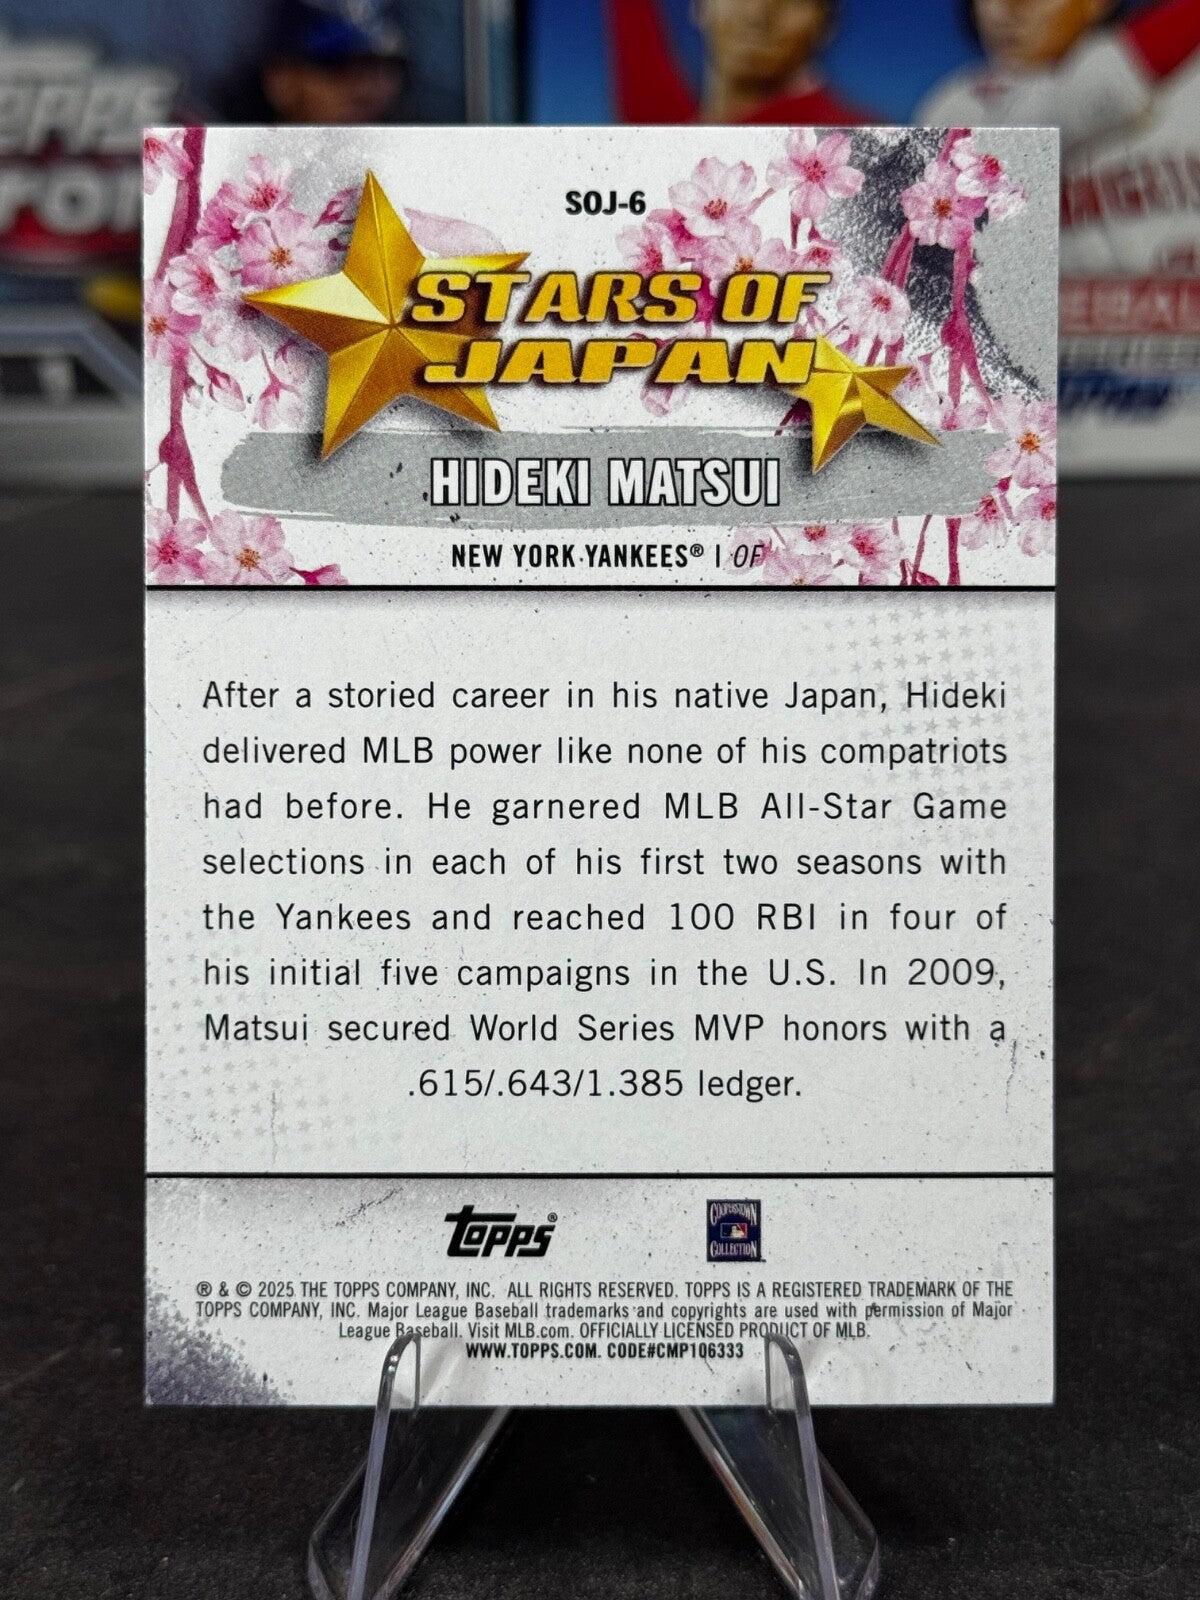 SOJ-6
STARS OF
JAPAN
HIDEKI MATSUI
NEW YORK YANKEES® | OF
After a storied career in his native Japan, Hideki
delivered MLB power like none of his compatriots
had before. He garnered MLB All-Star Game
selections in each of his first two seasons with
the Yankees and reached 100 RBI in four of
his initial five campaigns in the U.S. In 2009,
Matsui secured World Series MVP honors with a
.615/.643/1.385 ledger.
Topps®
COOPERSTOWN
COLLECTION
® & © 2025 THE TOPPS COMPANY, INC. ALL RIGHTS RESERVED. TOPPS IS A REGISTERED TRADEMARK OF THE
TOPPS COMPANY, INC. Major League Baseball trademarks and copyrights are used with permission of Major
League Baseball. Visit MLB.com. OFFICIALLY LICENSED PRODUCT OF MLB.
WWW.TOPPS.COM. CODE#CMP106333